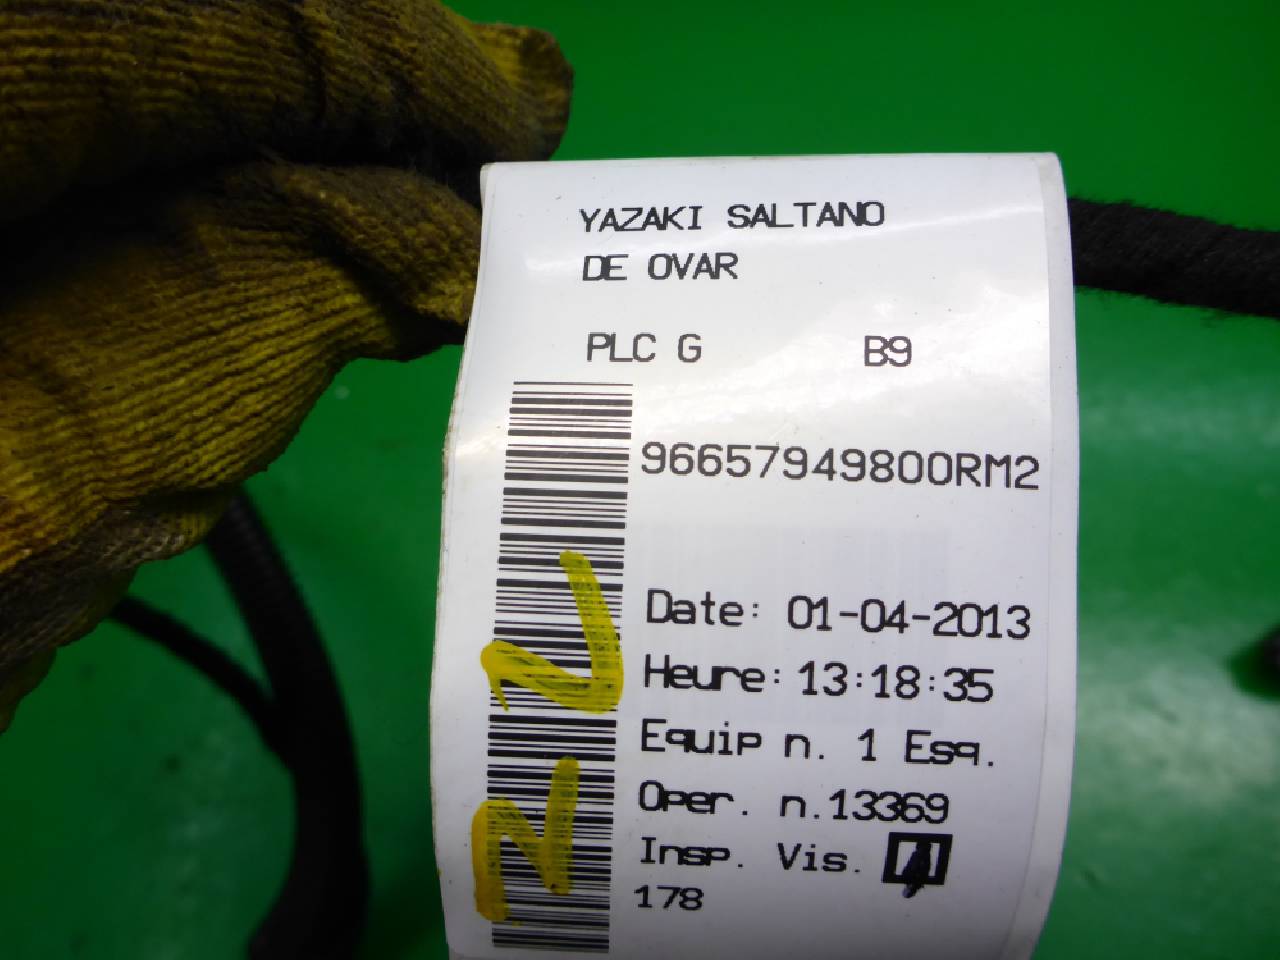 YAZAKI SALTANO
DE OVAR
PLC G B9
96657949800RM2
Date: 01-04-2013
Heure: 13:18:35
Equip n. 1 Esq.
Oper. n.13369
Insp. Vis.
178